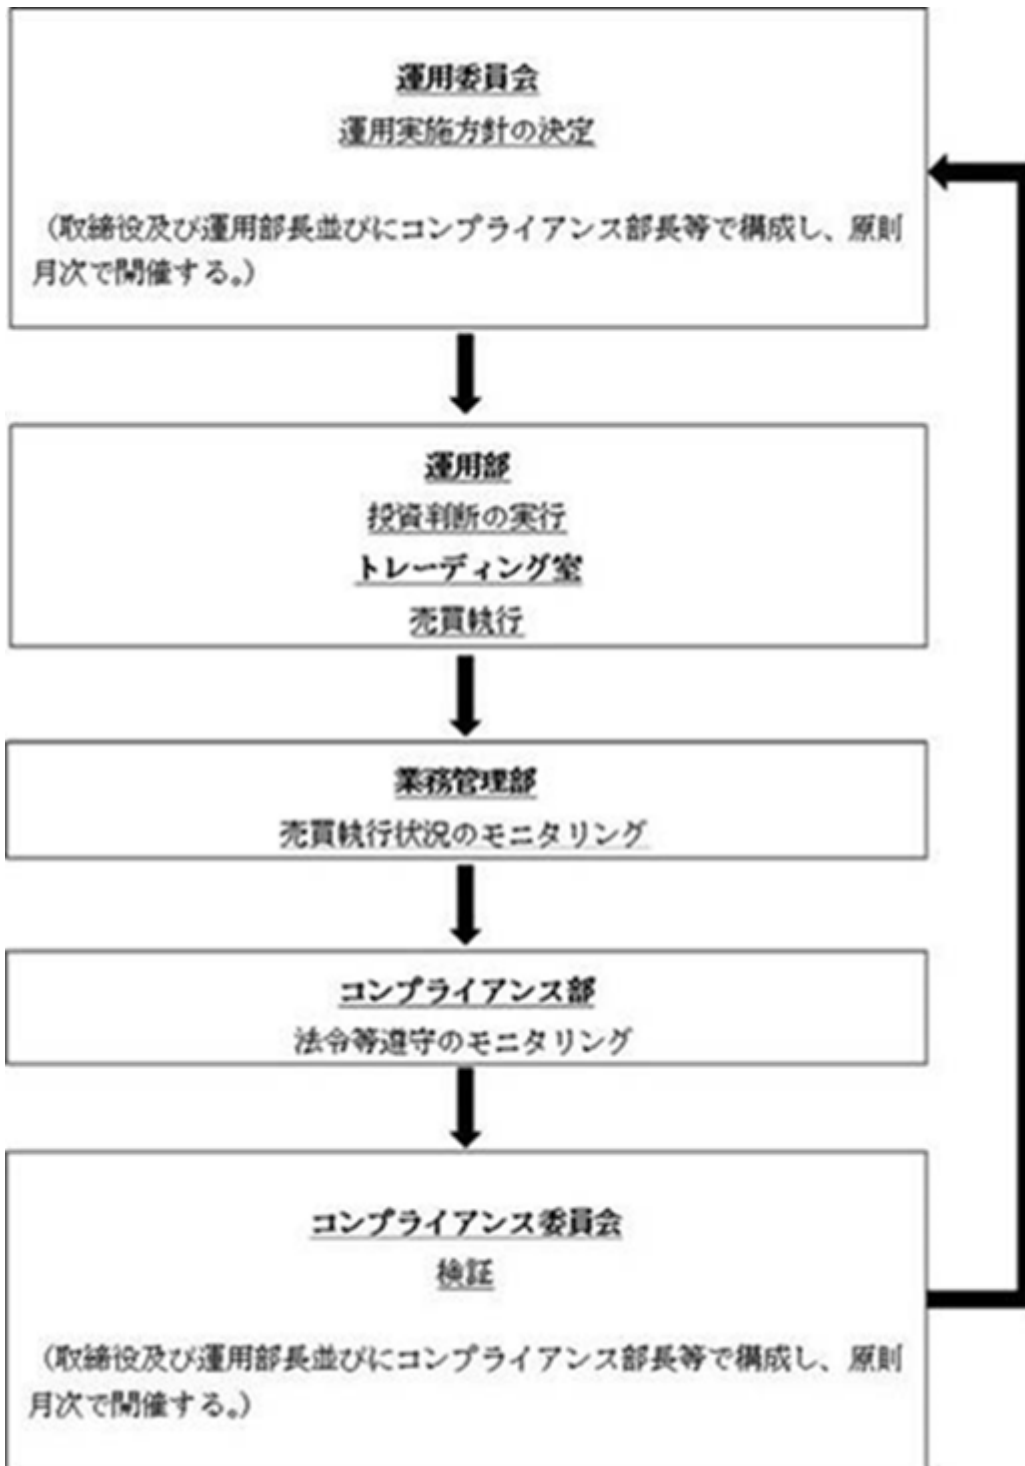 運用委員会
運用実施方針の決定
（取締役及び運用部長並びにコンプライアンス部長等で構成し、原則
月次で開催する。）
運用部
投資判断の実行
トレーディング室
売買執行
業務管理部
売買執行状況のモニタリング
コンプライアンス部
法令等遵守のモニタリング
コンプライアンス委員会
検証
（取締役及び運用部長並びにコンプライアンス部長等で構成し、原則
月次で開催する。）